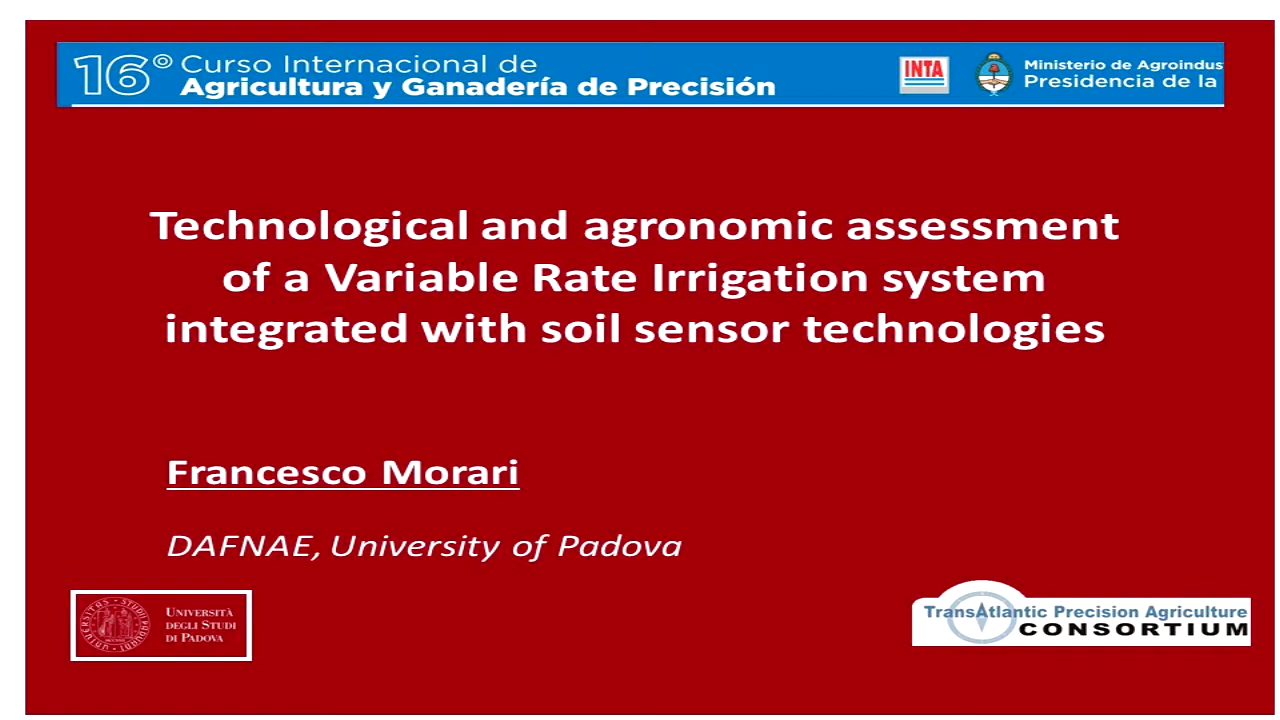 16° Curso Internacional de
Agricultura y Ganadería de Precisión
INTA
Ministerio de Agroindus
Presidencia de la
Technological and agronomic assessment
of a Variable Rate Irrigation system
integrated with soil sensor technologies
Francesco Morari
DAFNAE, University of Padova
UNIVERSITÀ
DEGLI STUDI
DI PADOVA
TransAtlantic Precision Agriculture
CONSORTIUM